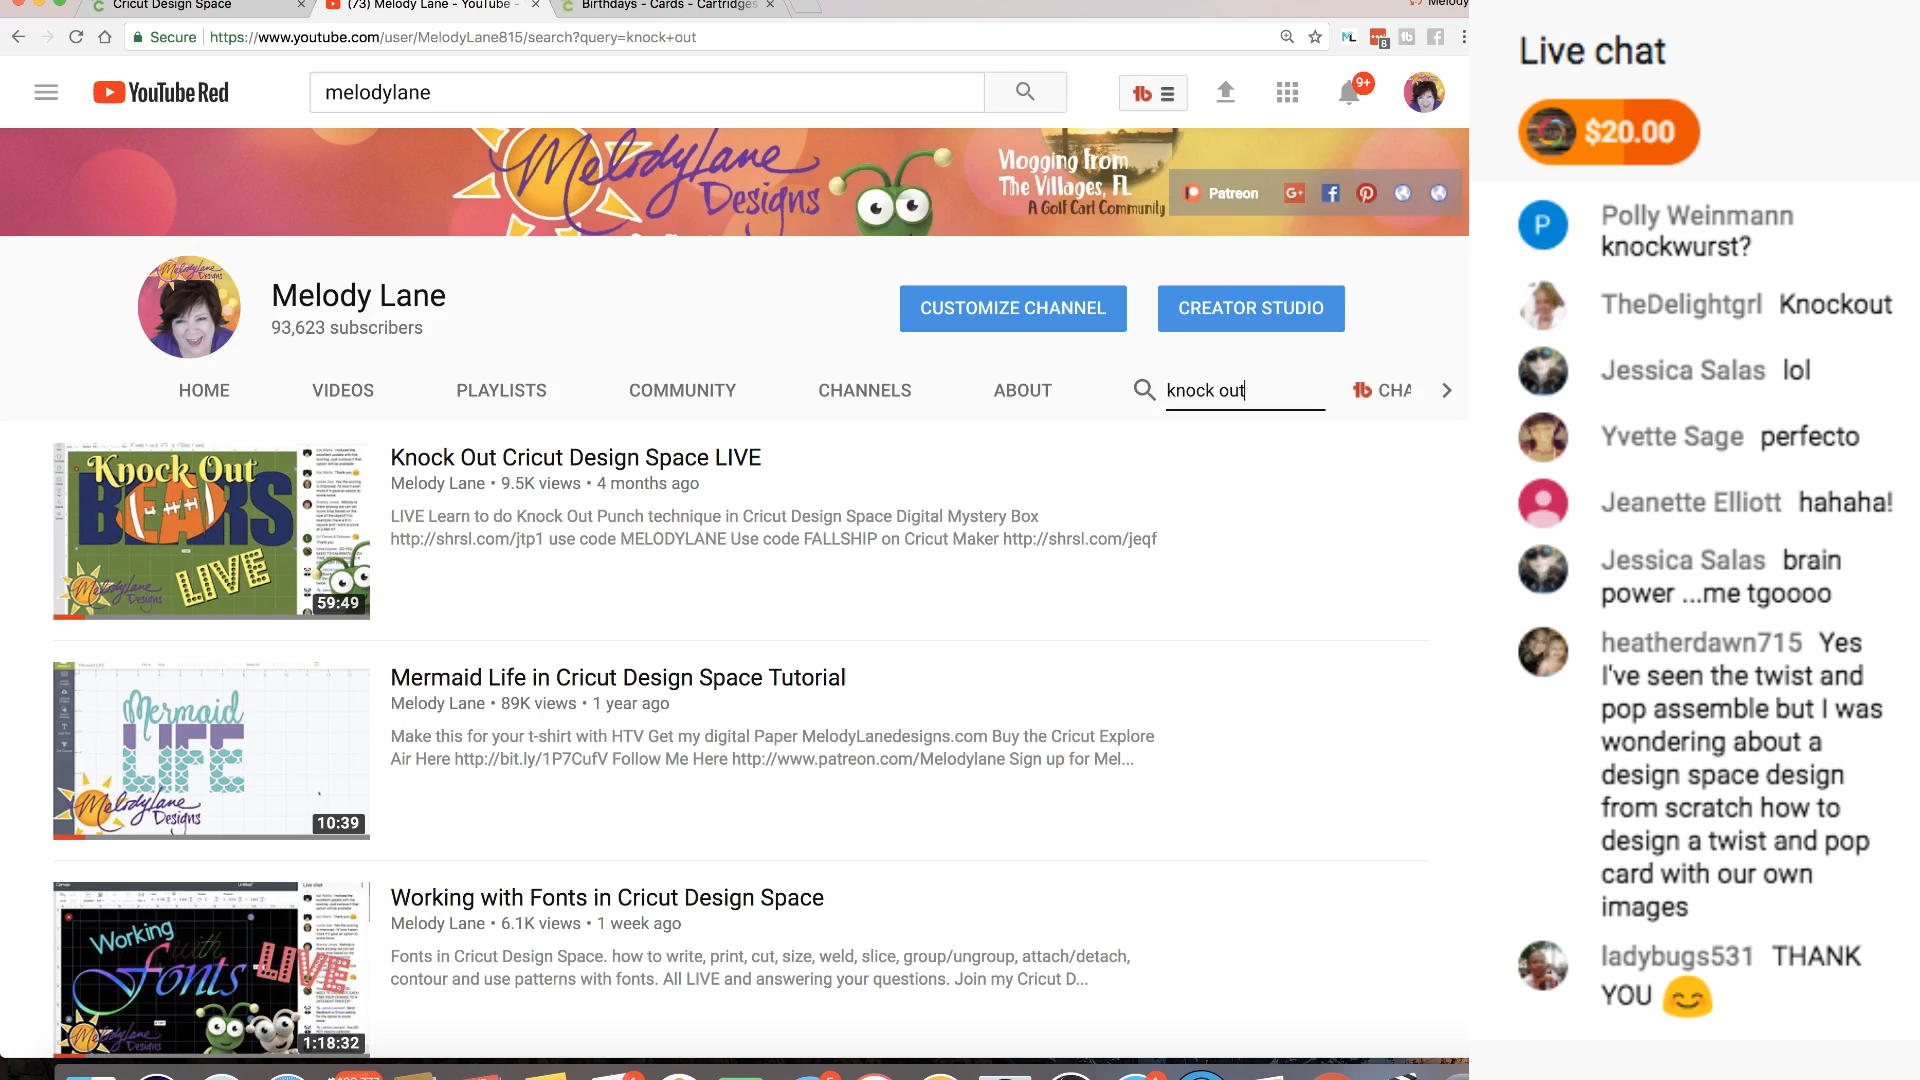 Cricut Design Space
(73) Melody Lane - YouTube -
Birthdays - Cards - Cartridges
Melody
Secure
https://www.youtube.com/user/MelodyLane815/search?query=knock+out
8
YouTube Red
melodylane
9+
MelodyLane
Designs
Vlogging from
The Villages, FL
A Golf Cart Community
Patreon
Melody Lane
93,623 subscribers
CUSTOMIZE CHANNEL
CREATOR STUDIO
HOME
VIDEOS
PLAYLISTS
COMMUNITY
CHANNELS
ABOUT
knock out
CHA
Knock Out
BEARS
LIVE
MelodyLane
Designs
59:49
Knock Out Cricut Design Space LIVE
Melody Lane • 9.5K views • 4 months ago
LIVE Learn to do Knock Out Punch technique in Cricut Design Space Digital Mystery Box
http://shrsl.com/jtp1 use code MELODYLANE Use code FALLSHIP on Cricut Maker http://shrsl.com/jeqf
Mermaid
LIFE
MelodyLane
Designs
10:39
Mermaid Life in Cricut Design Space Tutorial
Melody Lane • 89K views • 1 year ago
Make this for your t-shirt with HTV Get my digital Paper MelodyLanedesigns.com Buy the Cricut Explore
Air Here http://bit.ly/1P7CufV Follow Me Here http://www.patreon.com/Melodylane Sign up for Mel...
Working
with
Fonts
LIVE
MelodyLane
Designs
1:18:32
Working with Fonts in Cricut Design Space
Melody Lane • 6.1K views • 1 week ago
Fonts in Cricut Design Space. how to write, print, cut, size, weld, slice, group/ungroup, attach/detach,
contour and use patterns with fonts. All LIVE and answering your questions. Join my Cricut D...
Live chat
$20.00
P
Polly Weinmann
knockwurst?
TheDelightgrl Knockout
Jessica Salas lol
Yvette Sage perfecto
Jeanette Elliott hahaha!
Jessica Salas brain
power ...me tgoooo
heatherdawn715 Yes
I've seen the twist and
pop assemble but I was
wondering about a
design space design
from scratch how to
design a twist and pop
card with our own
images
ladybugs531 THANK
YOU 😊